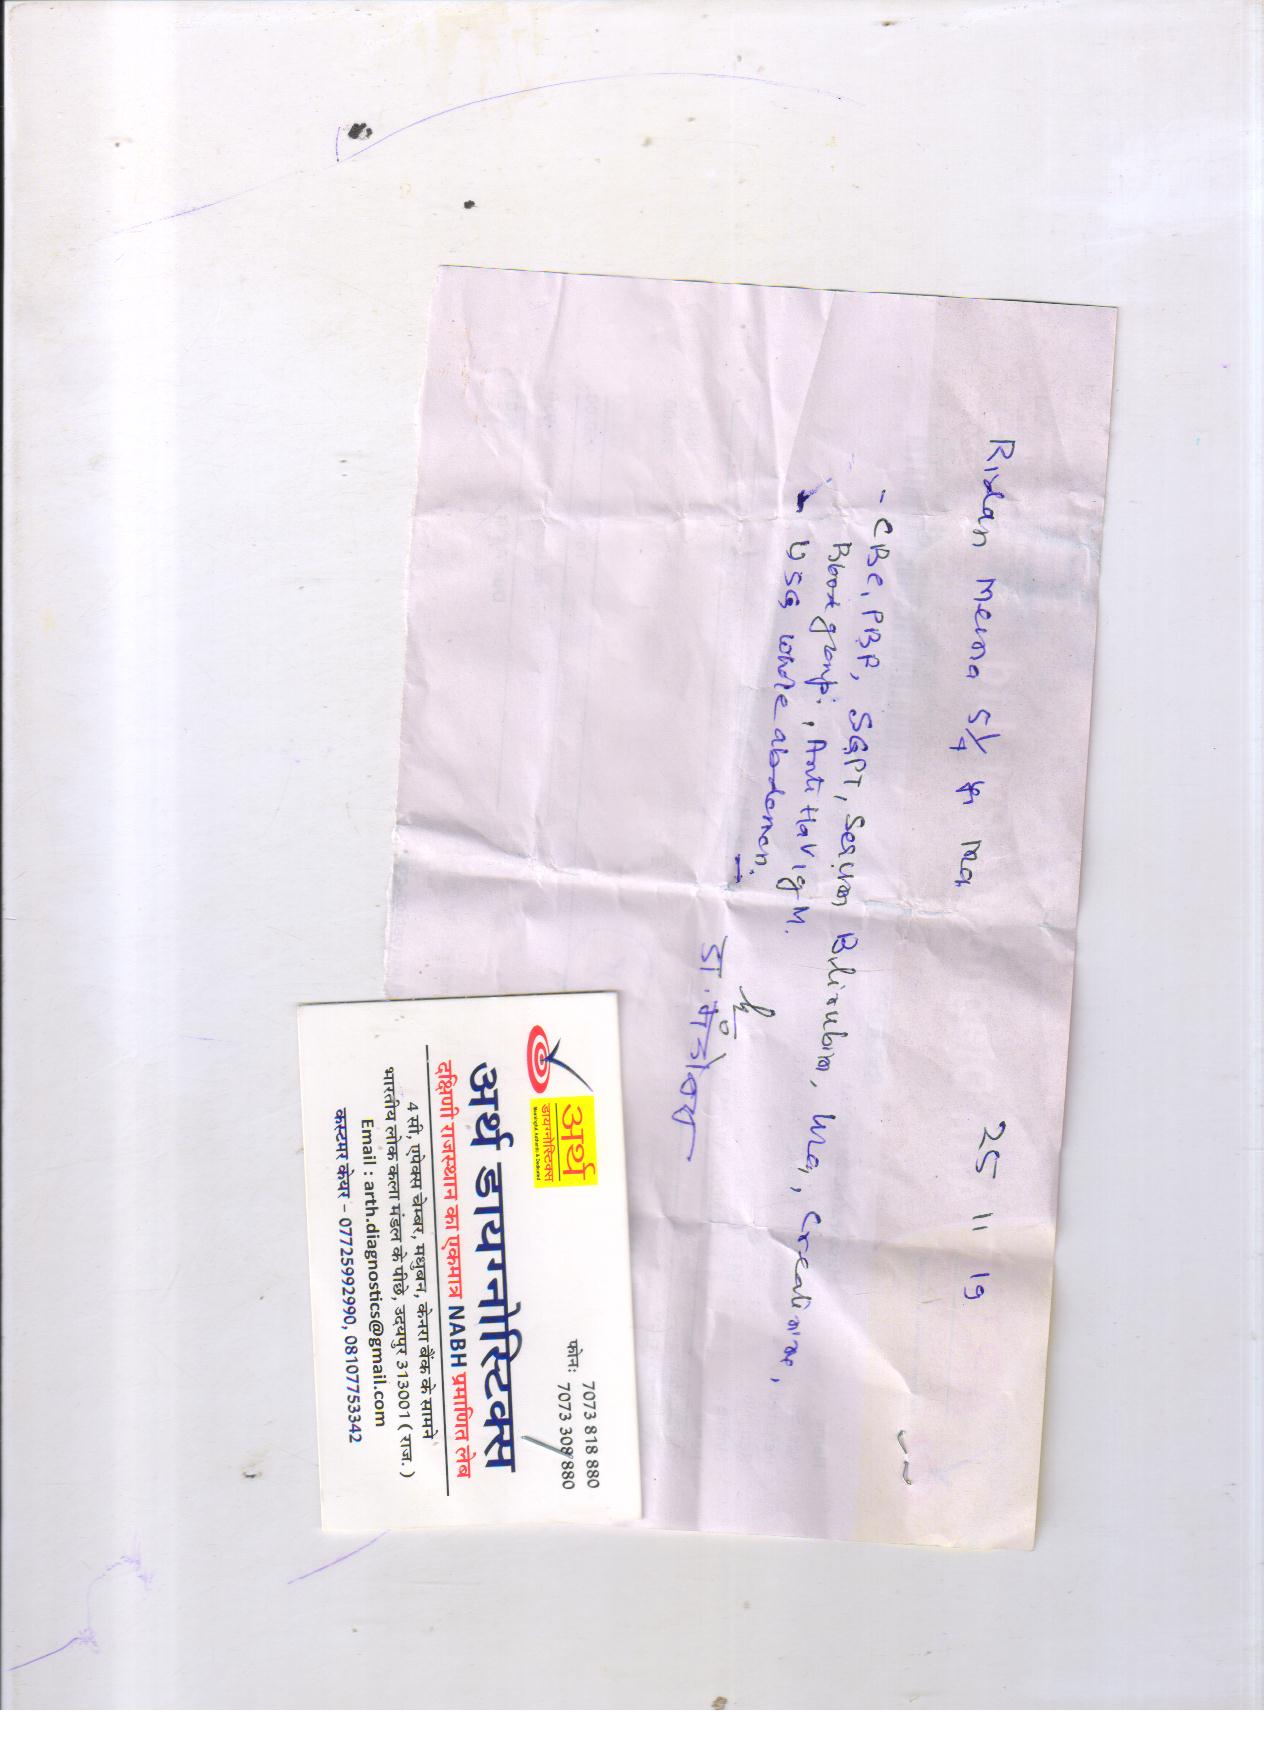 25 11 19
Ridan Meena 5/y
- CBC, PBF, SGPT, Serum Bilirubin, Urea, Creatinine,
Blood group, Anti HAV IgM.
- USG whole abdomen.
डॉ.
अर्थ
डायग्नोस्टिक्स
फोन: 7073 818 880
7073 308 880
अर्थ डायग्नोस्टिक्स
दक्षिणी राजस्थान का एकमात्र NABH प्रमाणित लेब
4 सी, एपेक्स चेम्बर, मधुबन, केनरा बैंक के सामने
भारतीय लोक कला मंडल के पीछे, उदयपुर 313001 ( राज. )
Email : arth.diagnostics@gmail.com
कस्टमर केयर – 07725992990, 08107753342